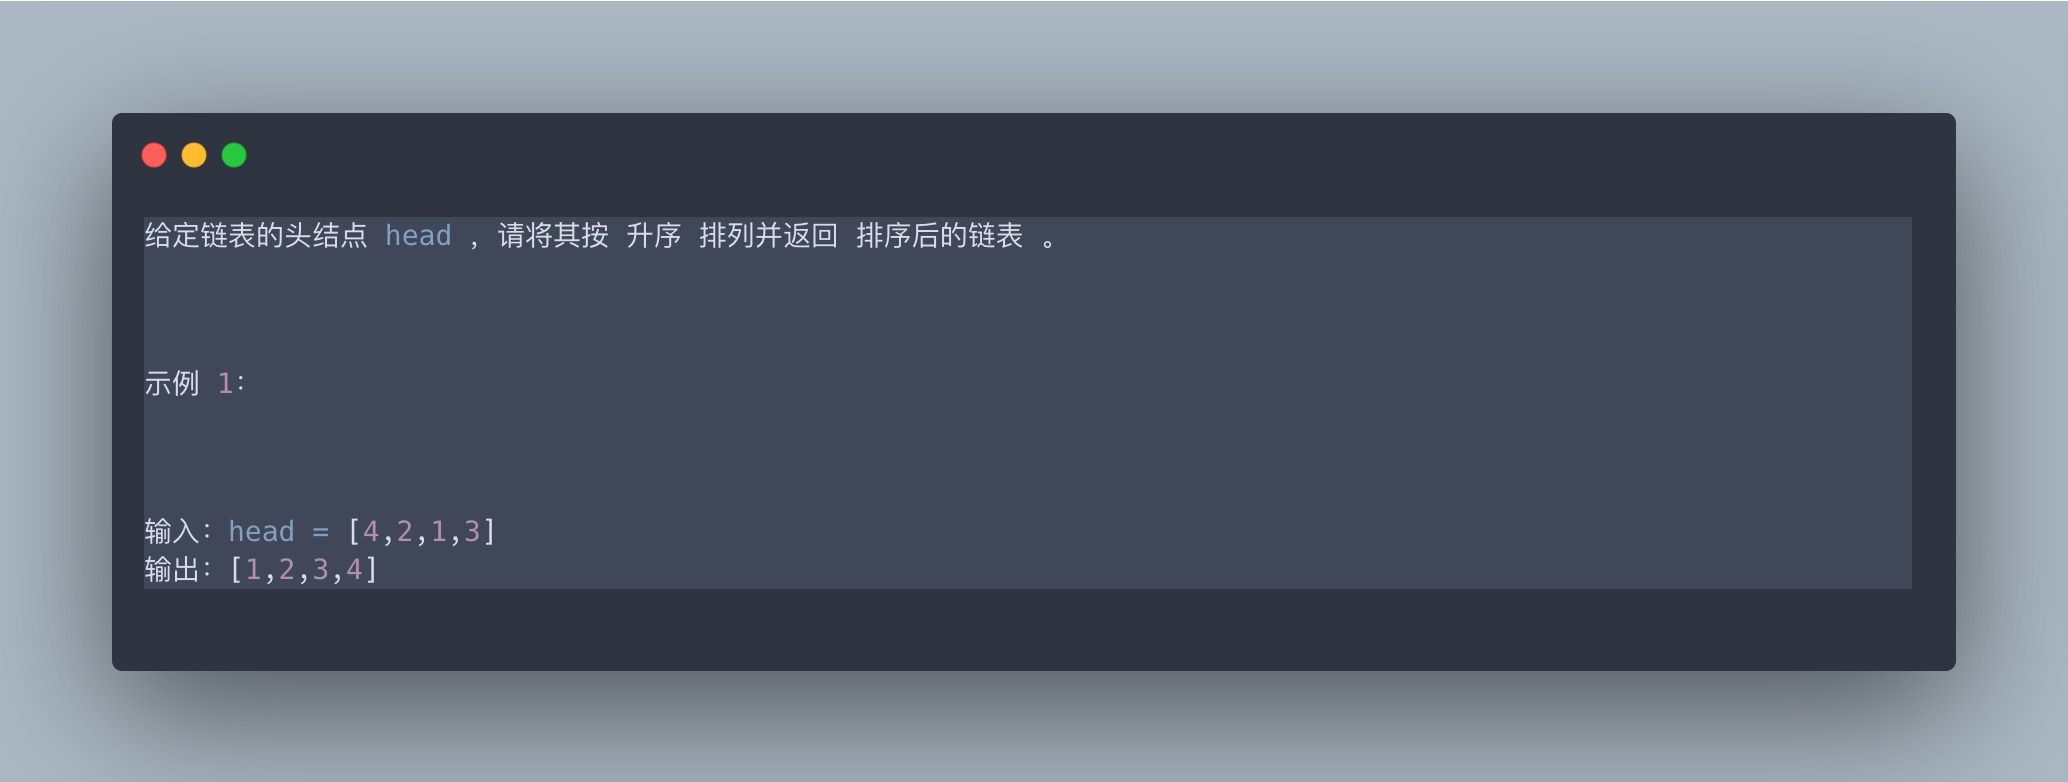 给定链表的头结点 head ，请将其按 升序 排列并返回 排序后的链表 。
示例 1：
输入：head = [4,2,1,3]
输出：[1,2,3,4]